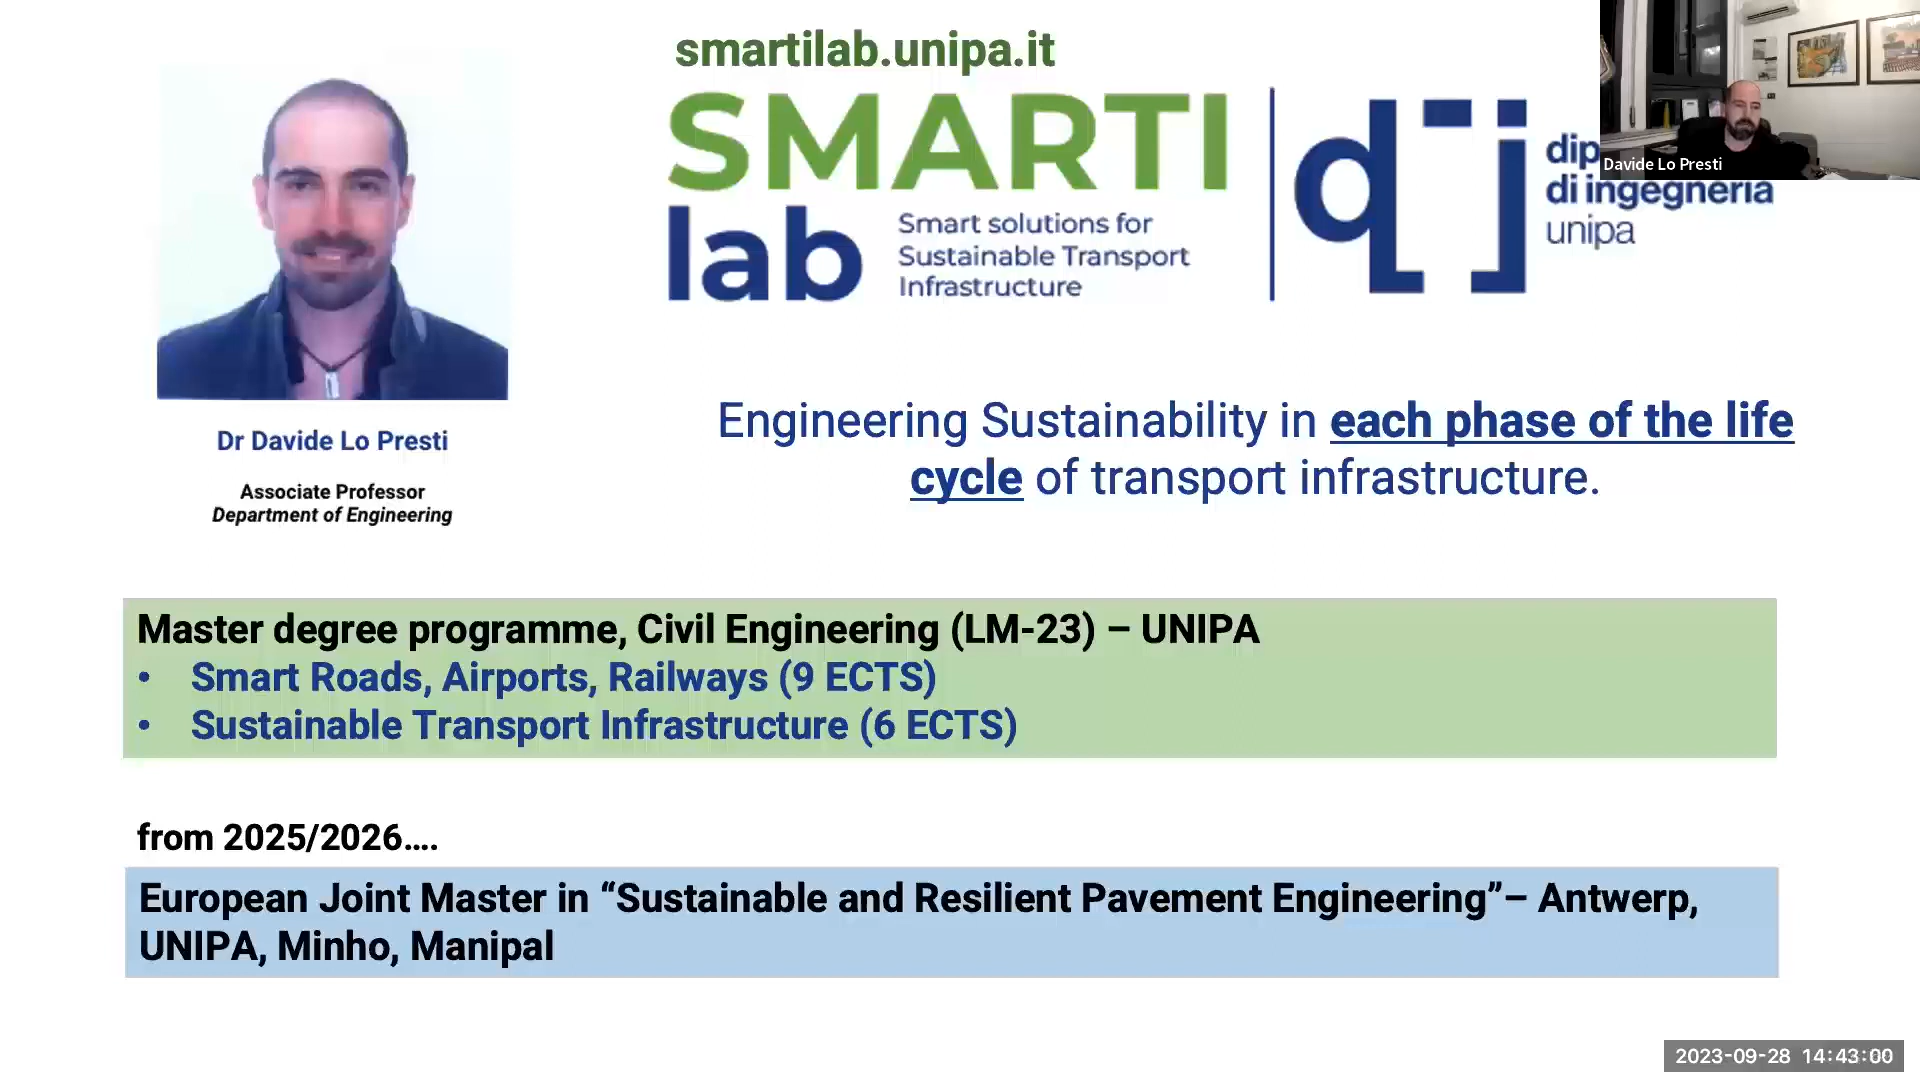 smartilab.unipa.it
SMARTI
lab
Smart solutions for
Sustainable Transport
Infrastructure
dip
di ingegneria
unipa
Davide Lo Presti
Dr Davide Lo Presti
Associate Professor
Department of Engineering
Engineering Sustainability in each phase of the life
cycle of transport infrastructure.
Master degree programme, Civil Engineering (LM-23) – UNIPA
• Smart Roads, Airports, Railways (9 ECTS)
• Sustainable Transport Infrastructure (6 ECTS)
from 2025/2026....
European Joint Master in “Sustainable and Resilient Pavement Engineering”– Antwerp,
UNIPA, Minho, Manipal
2023-09-28 14:43:00